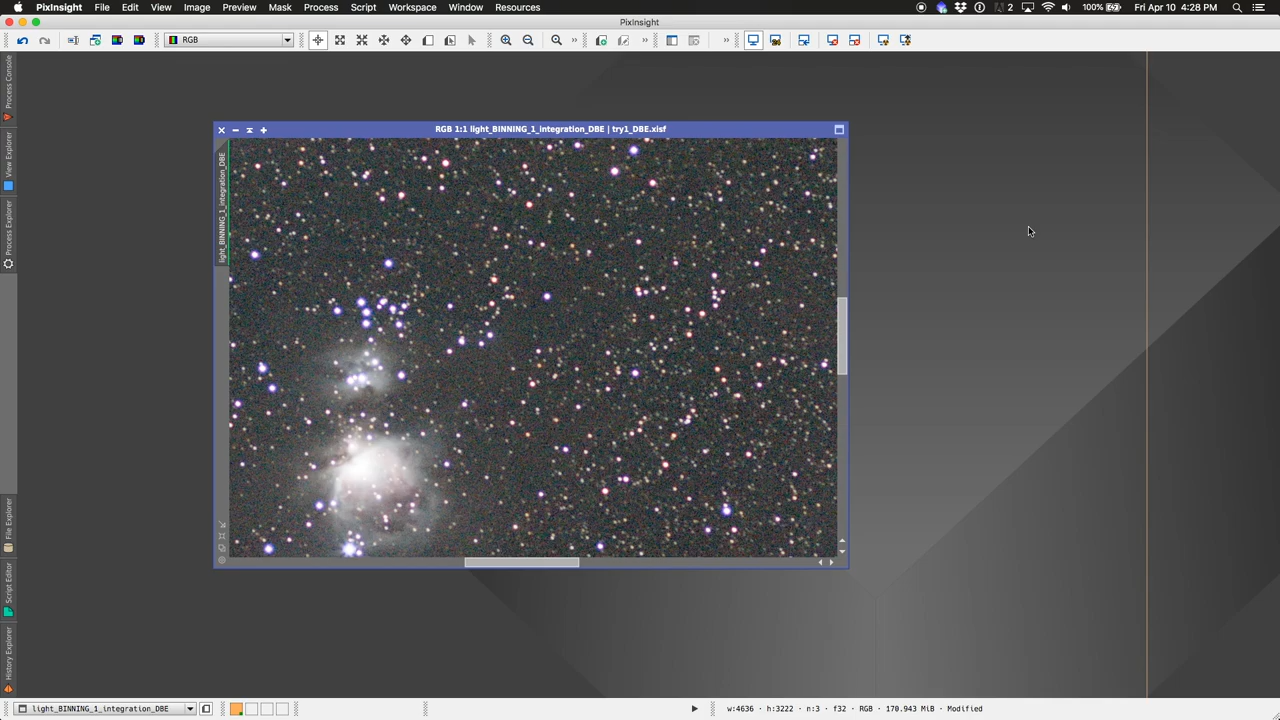 PixInsight File Edit View Image Preview Mask Process Script Workspace Window Resources
2 100% Fri Apr 10 4:28 PM
PixInsight
RGB
Process Console
View Explorer
Process Explorer
File Explorer
Script Editor
History Explorer
RGB 1:1 light_BINNING_1_integration_DBE | try1_DBE.xisf
light_BINNING_1_integration_DBE
light_BINNING_1_integration_DBE
w:4636 · h:3222 · n:3 · f32 · RGB · 170.943 MiB · Modified